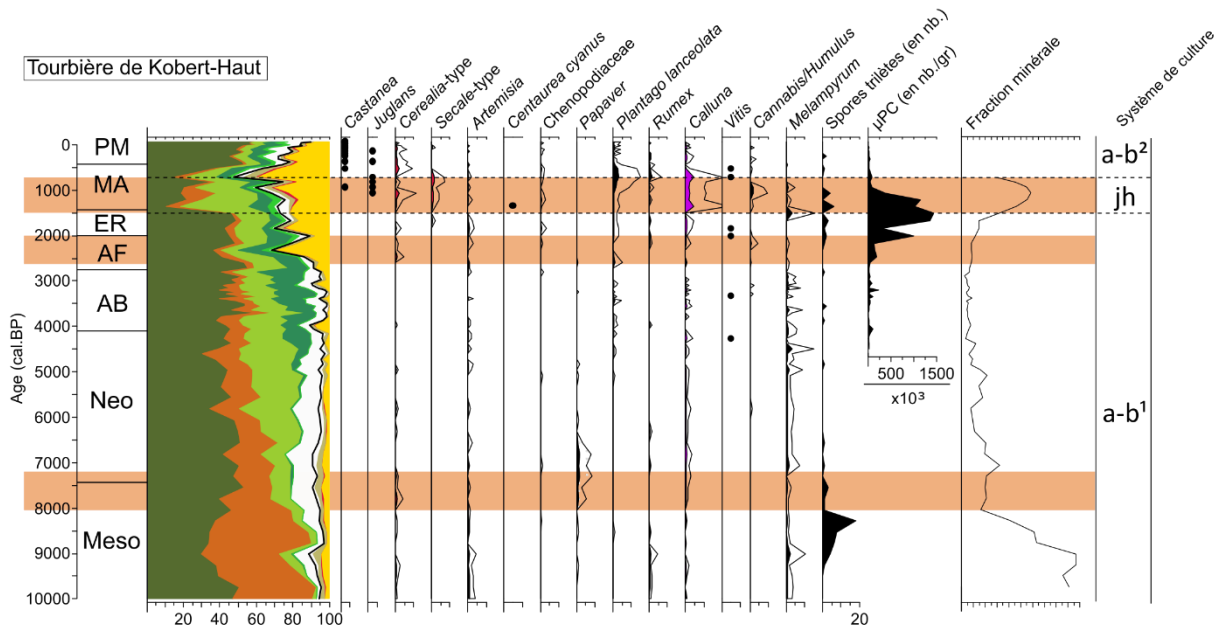 Tourbière de Kobert-Haut
Castanea
Juglans
Cerealia-type
Secale-type
Artemisia
Centaurea cyanus
Chenopodiaceae
Papaver
Plantago lanceolata
Rumex
Calluna
Vitis
Cannabis/Humulus
Melampyrum
Spores trilètes (en nb.)
µPC (en nb./gr)
Fraction minérale
Système de culture
Age (cal.BP)
0
1000
2000
3000
4000
5000
6000
7000
8000
9000
10000
PM
MA
ER
AF
AB
Neo
Meso
a-b²
jh
a-b¹
500 1500
x10³
20 40 60 80 100
20